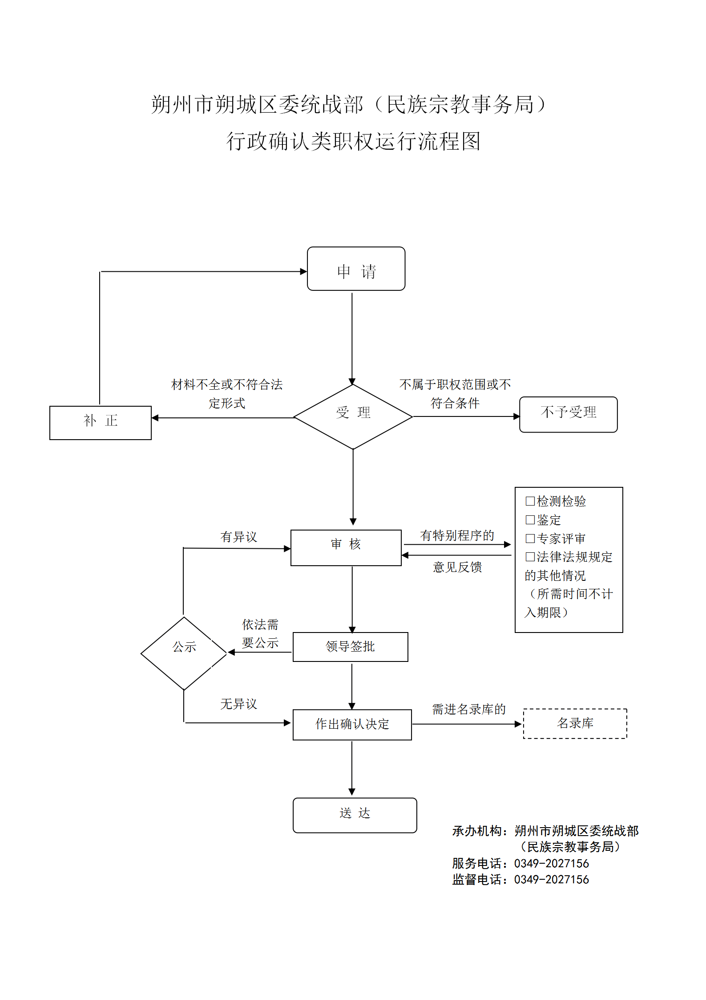 朔州市朔城区委统战部（民族宗教事务局）
行政确认类职权运行流程图
申 请
材料不全或不符合法
定形式
不属于职权范围或不
符合条件
补 正
受 理
不予受理
□检测检验
□鉴定
□专家评审
□法律法规规定
的其他情况
（所需时间不计
入期限）
有异议
审 核
有特别程序的
意见反馈
依法需
要公示
公示
领导签批
无异议
作出确认决定
需进名录库的
名录库
送 达
承办机构：朔州市朔城区委统战部
（民族宗教事务局）
服务电话：0349-2027156
监督电话：0349-2027156